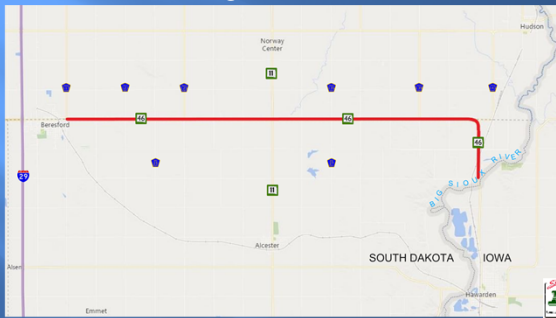 Hudson
Norway
Center
11
46
46
Beresford
46
29
BIG SIOUX RIVER
11
Alcester
SOUTH DAKOTA
IOWA
Alsen
Hawarden
Emmet